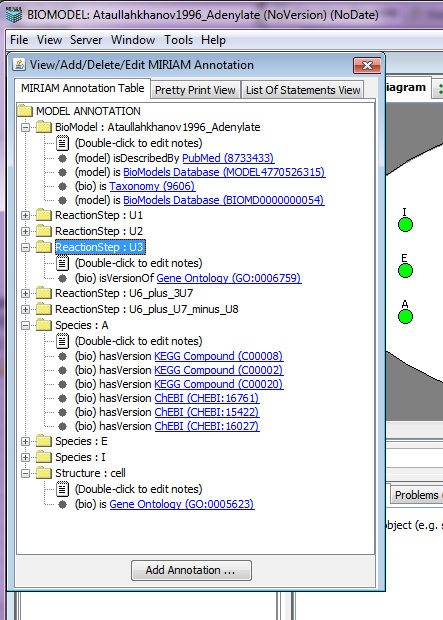 BIOMODEL: Ataullahkhanov1996_Adenylate (NoVersion) (NoDate)
File View Server Window Tools Help
View/Add/Delete/Edit MIRIAM Annotation
MIRIAM Annotation Table Pretty Print View List Of Statements View
iagram
MODEL ANNOTATION
BioModel : Ataullahkhanov1996_Adenylate
(Double-click to edit notes)
(model) isDescribedBy PubMed (8733433)
(model) is BioModels Database (MODEL4770526315)
(bio) is Taxonomy (9606)
(model) is BioModels Database (BIOMD0000000054)
ReactionStep : U1
I
ReactionStep : U2
ReactionStep : U3
(Double-click to edit notes)
E
(bio) isVersionOf Gene Ontology (GO:0006759)
ReactionStep : U6_plus_3U7
A
ReactionStep : U6_plus_U7_minus_U8
Species : A
(Double-click to edit notes)
(bio) hasVersion KEGG Compound (C00008)
(bio) hasVersion KEGG Compound (C00002)
(bio) hasVersion KEGG Compound (C00020)
(bio) hasVersion ChEBI (CHEBI:16761)
(bio) hasVersion ChEBI (CHEBI:15422)
(bio) hasVersion ChEBI (CHEBI:16027)
Species : E
Species : I
Structure : cell
(Double-click to edit notes)
Problems (
(bio) is Gene Ontology (GO:0005623)
object (e.g. s
Add Annotation ...